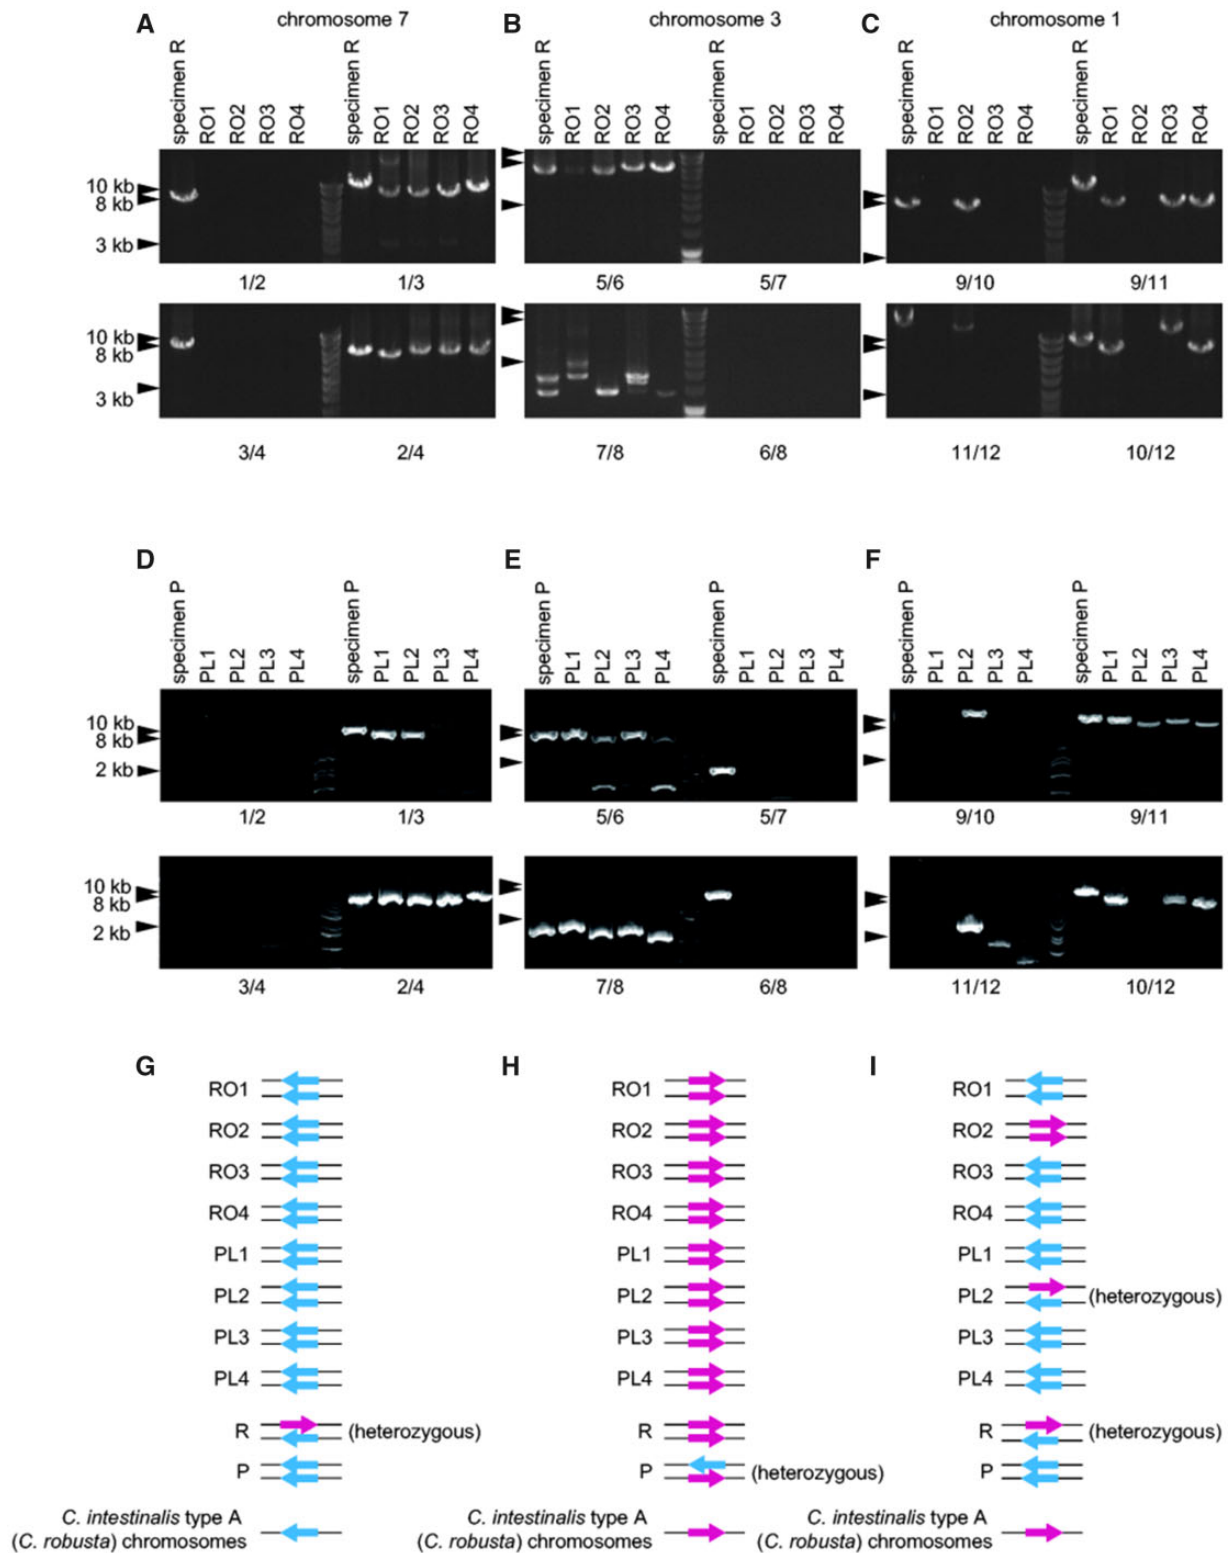 A chromosome 7 B chromosome 3 C chromosome 1
specimen R RO1 RO2 RO3 RO4 specimen R RO1 RO2 RO3 RO4 specimen R RO1 RO2 RO3 RO4 specimen R RO1 RO2 RO3 RO4 specimen R RO1 RO2 RO3 RO4 specimen R RO1 RO2 RO3 RO4
10 kb
8 kb
3 kb
1/2 1/3 5/6 5/7 9/10 9/11
10 kb
8 kb
3 kb
3/4 2/4 7/8 6/8 11/12 10/12
D E F
specimen P PL1 PL2 PL3 PL4 specimen P PL1 PL2 PL3 PL4 specimen P PL1 PL2 PL3 PL4 specimen P PL1 PL2 PL3 PL4 specimen P PL1 PL2 PL3 PL4 specimen P PL1 PL2 PL3 PL4
10 kb
8 kb
2 kb
1/2 1/3 5/6 5/7 9/10 9/11
10 kb
8 kb
2 kb
3/4 2/4 7/8 6/8 11/12 10/12
G H I
RO1 RO1 RO1
RO2 RO2 RO2
RO3 RO3 RO3
RO4 RO4 RO4
PL1 PL1 PL1
PL2 PL2 PL2 (heterozygous)
PL3 PL3 PL3
PL4 PL4 PL4
R (heterozygous) R R (heterozygous)
P P (heterozygous) P
C. intestinalis type A C. intestinalis type A C. intestinalis type A
(C. robusta) chromosomes (C. robusta) chromosomes (C. robusta) chromosomes